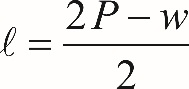 ℓ = (2P − w) / 2